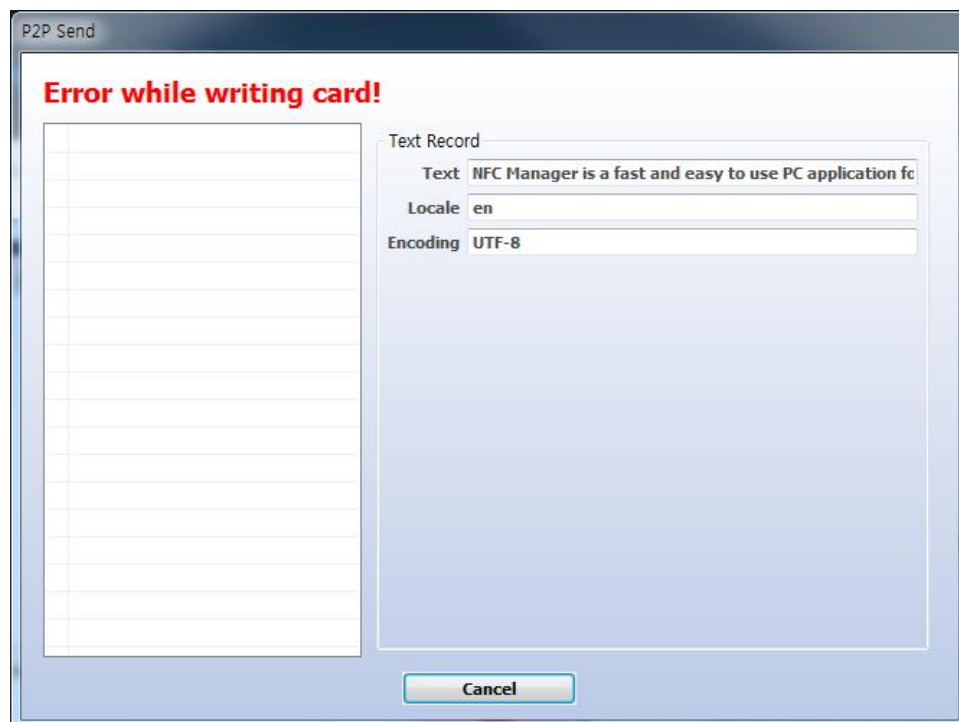 P2P Send
Error while writing card!
Text Record
Text NFC Manager is a fast and easy to use PC application fo
Locale en
Encoding UTF-8
Cancel